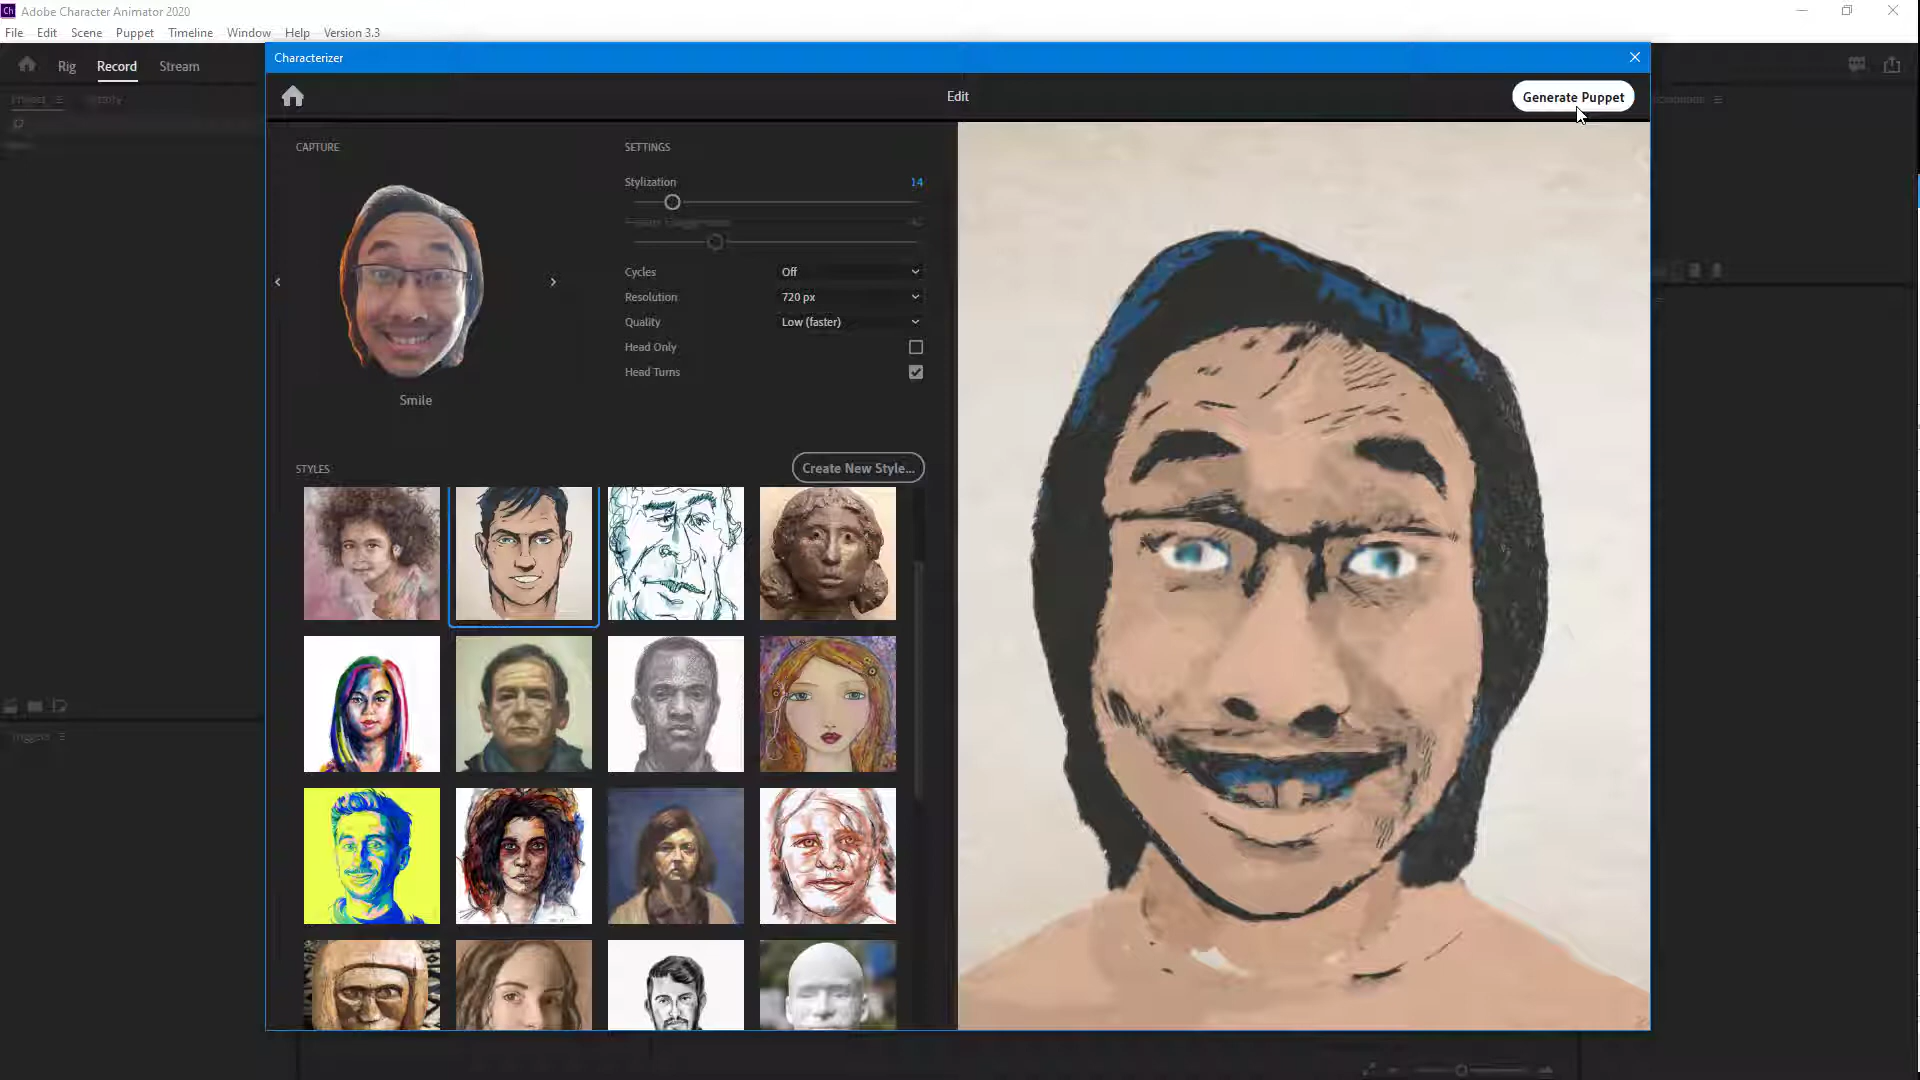 Ch Adobe Character Animator 2020
File Edit Scene Puppet Timeline Window Help Version 3.3
Characterizer
Rig Record Stream
Edit
Generate Puppet
CAPTURE
SETTINGS
Stylization 14
Cycles Off
Resolution 720 px
Quality Low (faster)
Head Only
Head Turns
Smile
STYLES
Create New Style...
Triggers